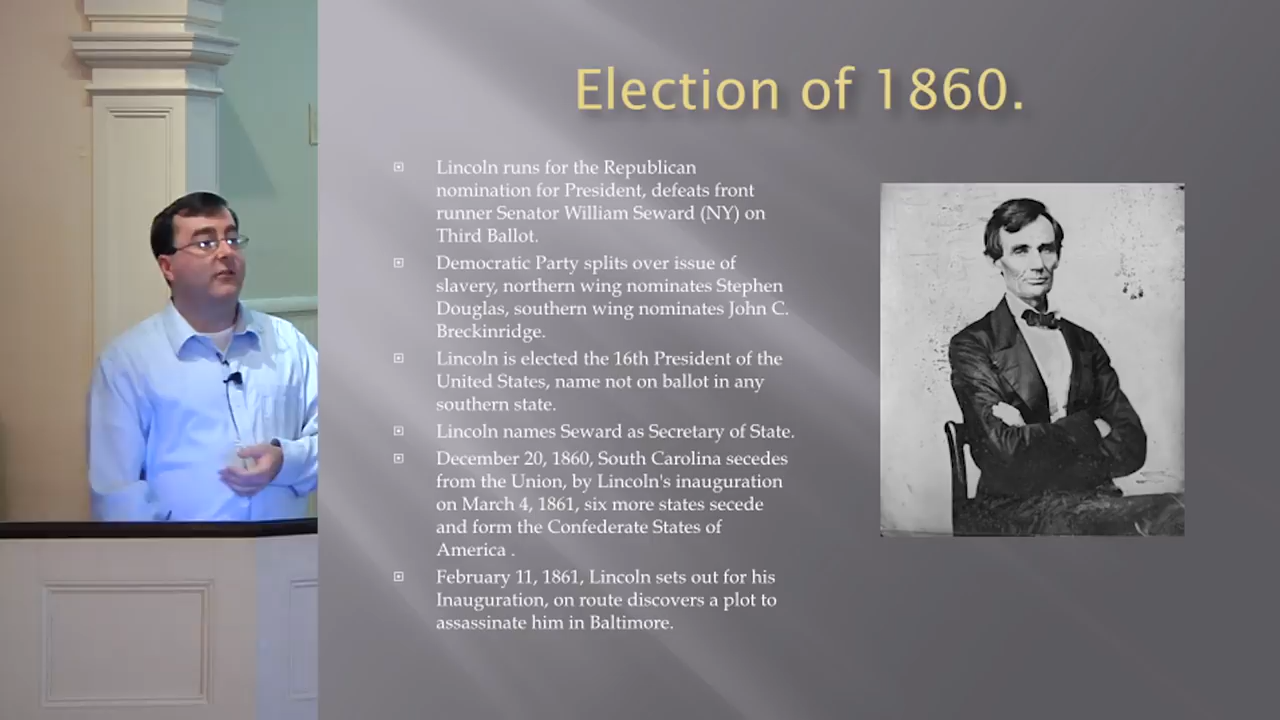 Election of 1860.
Lincoln runs for the Republican
nomination for President, defeats front
runner Senator William Seward (NY) on
Third Ballot.
Democratic Party splits over issue of
slavery, northern wing nominates Stephen
Douglas, southern wing nominates John C.
Breckinridge.
Lincoln is elected the 16th President of the
United States, name not on ballot in any
southern state.
Lincoln names Seward as Secretary of State.
December 20, 1860, South Carolina secedes
from the Union, by Lincoln's inauguration
on March 4, 1861, six more states secede
and form the Confederate States of
America .
February 11, 1861, Lincoln sets out for his
Inauguration, on route discovers a plot to
assassinate him in Baltimore.